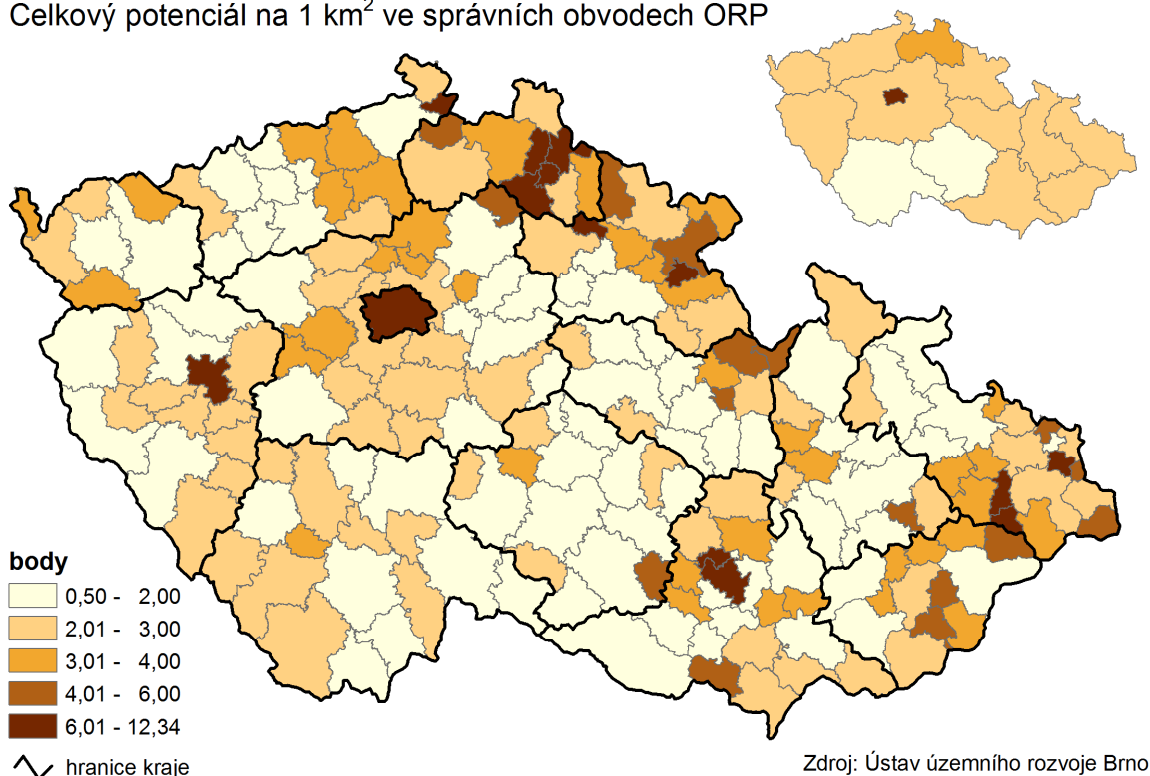 Celkový potenciál na 1 km² ve správních obvodech ORP
body
0,50 - 2,00
2,01 - 3,00
3,01 - 4,00
4,01 - 6,00
6,01 - 12,34
hranice kraje
Zdroj: Ústav územního rozvoje Brno